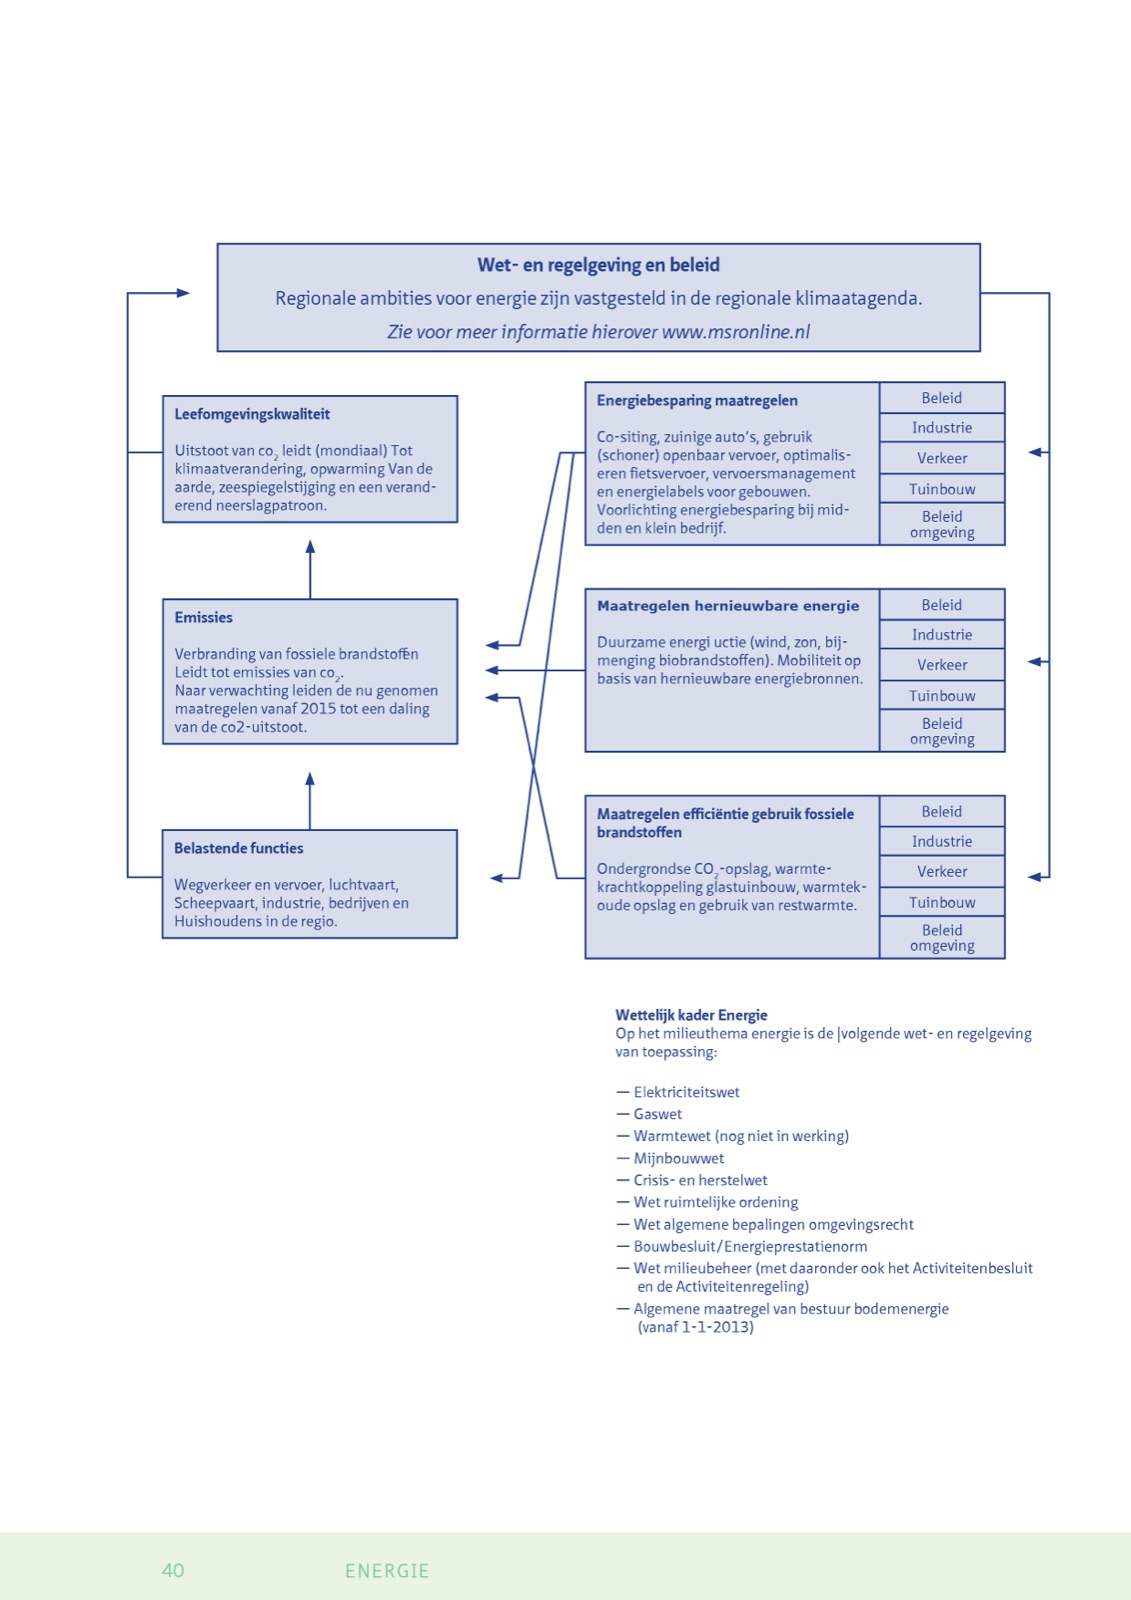 Wet- en regelgeving en beleid
Regionale ambities voor energie zijn vastgesteld in de regionale klimaatagenda.
Zie voor meer informatie hierover www.msronline.nl
Leefomgevingskwaliteit
Uitstoot van co2 leidt (mondiaal) Tot
klimaatverandering, opwarming Van de
aarde, zeespiegelstijging en een verand-
erend neerslagpatroon.
Emissies
Verbranding van fossiele brandstoffen
Leidt tot emissies van co2.
Naar verwachting leiden de nu genomen
maatregelen vanaf 2015 tot een daling
van de co2-uitstoot.
Belastende functies
Wegverkeer en vervoer, luchtvaart,
Scheepvaart, industrie, bedrijven en
Huishoudens in de regio.
Energiebesparing maatregelen
Co-siting, zuinige auto's, gebruik
(schoner) openbaar vervoer, optimalis-
eren fietsvervoer, vervoersmanagement
en energielabels voor gebouwen.
Voorlichting energiebesparing bij mid-
den en klein bedrijf.
Beleid
Industrie
Verkeer
Tuinbouw
Beleid
omgeving
Maatregelen hernieuwbare energie
Duurzame energi uctie (wind, zon, bij-
menging biobrandstoffen). Mobiliteit op
basis van hernieuwbare energiebronnen.
Beleid
Industrie
Verkeer
Tuinbouw
Beleid
omgeving
Maatregelen efficiëntie gebruik fossiele
brandstoffen
Ondergrondse CO2-opslag, warmte-
krachtkoppeling glastuinbouw, warmtek-
oude opslag en gebruik van restwarmte.
Beleid
Industrie
Verkeer
Tuinbouw
Beleid
omgeving
Wettelijk kader Energie
Op het milieuthema energie is de |volgende wet- en regelgeving
van toepassing:
— Elektriciteitswet
— Gaswet
— Warmtewet (nog niet in werking)
— Mijnbouwwet
— Crisis- en herstelwet
— Wet ruimtelijke ordening
— Wet algemene bepalingen omgevingsrecht
— Bouwbesluit/Energieprestatienorm
— Wet milieubeheer (met daaronder ook het Activiteitenbesluit
en de Activiteitenregeling)
— Algemene maatregel van bestuur bodemenergie
(vanaf 1-1-2013)
40 ENERGIE